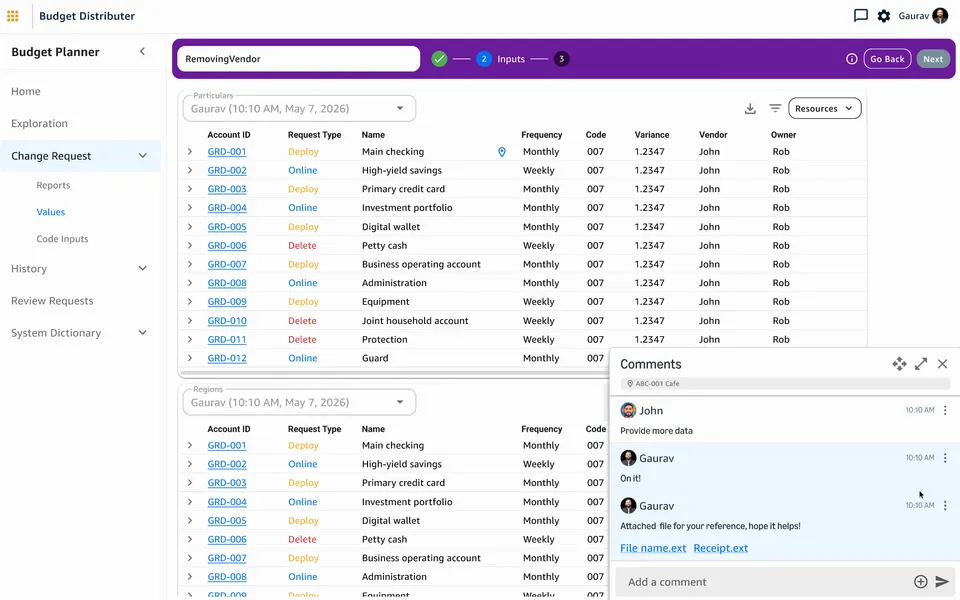 Budget Distributer
Gaurav
Budget Planner
Home
Exploration
Change Request
Reports
Values
Code Inputs
History
Review Requests
System Dictionary
RemovingVendor
2 Inputs 3
Go Back Next
Particulars
Gaurav (10:10 AM, May 7, 2026)
Resources
Account ID Request Type Name Frequency Code Variance Vendor Owner
GRD-001 Deploy Main checking Monthly 007 1.2347 John Rob
GRD-002 Online High-yield savings Weekly 007 1.2347 John Rob
GRD-003 Deploy Primary credit card Monthly 007 1.2347 John Rob
GRD-004 Online Investment portfolio Monthly 007 1.2347 John Rob
GRD-005 Deploy Digital wallet Monthly 007 1.2347 John Rob
GRD-006 Delete Petty cash Weekly 007 1.2347 John Rob
GRD-007 Deploy Business operating account Monthly 007 1.2347 John Rob
GRD-008 Online Administration Monthly 007 1.2347 John Rob
GRD-009 Deploy Equipment Weekly 007 1.2347 John Rob
GRD-010 Delete Joint household account Weekly 007 1.2347 John Rob
GRD-011 Delete Protection Weekly 007 1.2347 John Rob
GRD-012 Online Guard Monthly 007
Regions
Gaurav (10:10 AM, May 7, 2026)
Account ID Request Type Name Frequency Code
GRD-001 Deploy Main checking Monthly 007
GRD-002 Online High-yield savings Weekly 007
GRD-003 Deploy Primary credit card Monthly 007
GRD-004 Online Investment portfolio Monthly 007
GRD-005 Deploy Digital wallet Monthly 007
GRD-006 Delete Petty cash Weekly 007
GRD-007 Deploy Business operating account Monthly 007
GRD-008 Online Administration Monthly 007
GRD-009 Deploy Equipment Weekly 007
Comments
ABC-001 Cafe
John 10:10 AM
Provide more data
Gaurav 10:10 AM
On it!
Gaurav 10:10 AM
Attached file for your reference, hope it helps!
File name.ext Receipt.ext
Add a comment